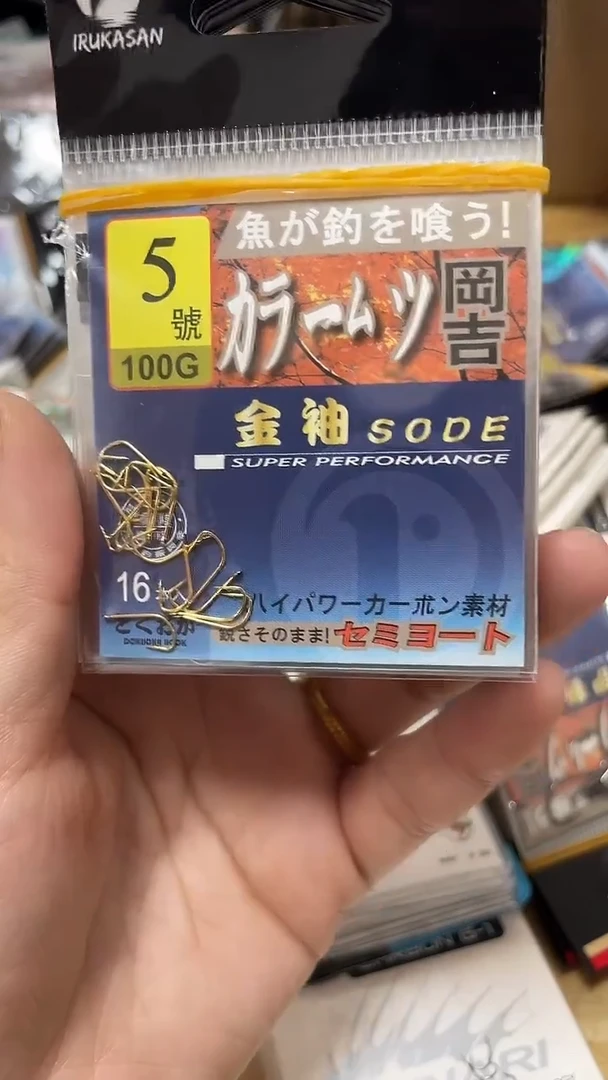 IRUKASAN
魚が釣を喰う!
5
號
100G
カラームツ
岡吉
金袖 SODE
SUPER PERFORMANCE
16
ハイパワーカーボン素材
鋭さそのまま!セミヨート